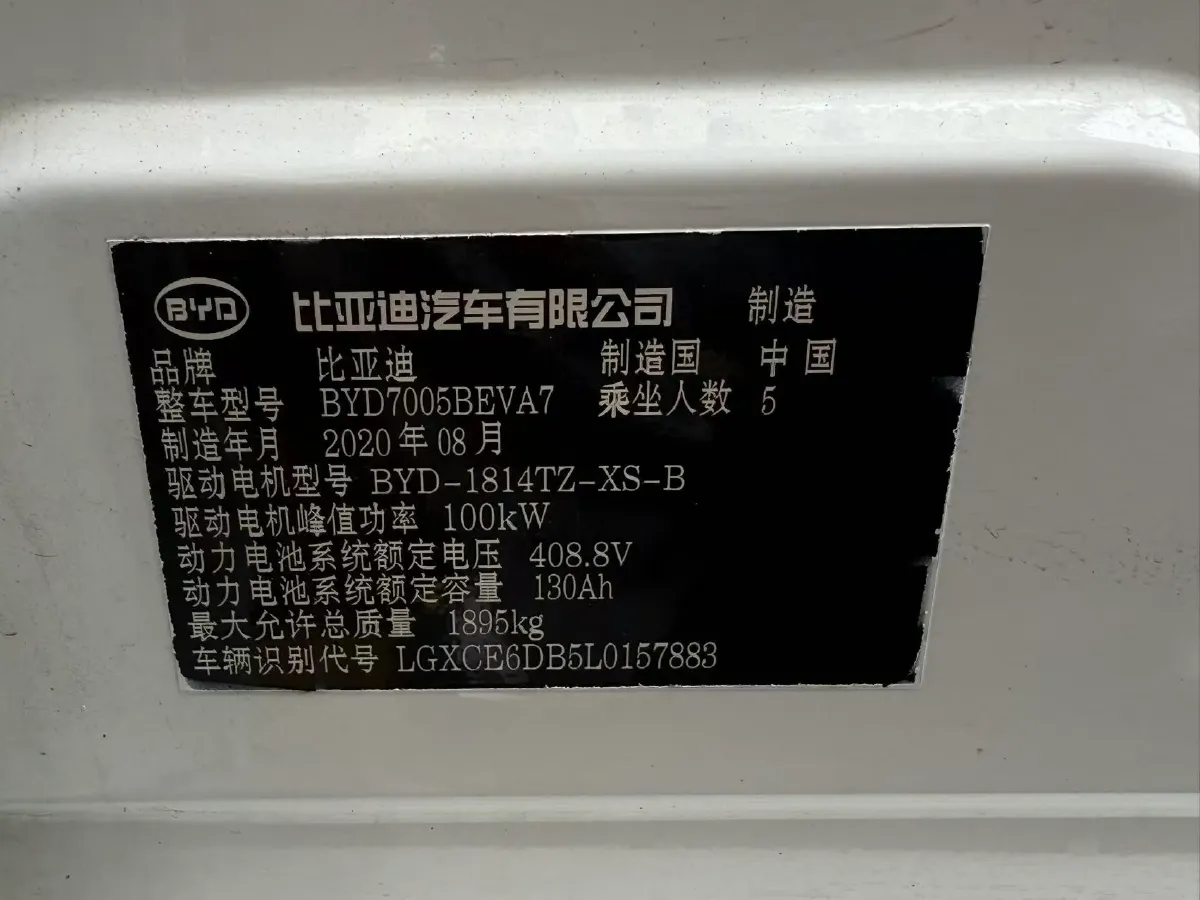 BYD 比亚迪汽车有限公司 制造
品牌 比亚迪 制造国 中国
整车型号 BYD7005BEVA7 乘坐人数 5
制造年月 2020年08月
驱动电机型号 BYD-1814TZ-XS-B
驱动电机峰值功率 100kW
动力电池系统额定电压 408.8V
动力电池系统额定容量 130Ah
最大允许总质量 1895kg
车辆识别代号 LGXCE6DB5L0157883